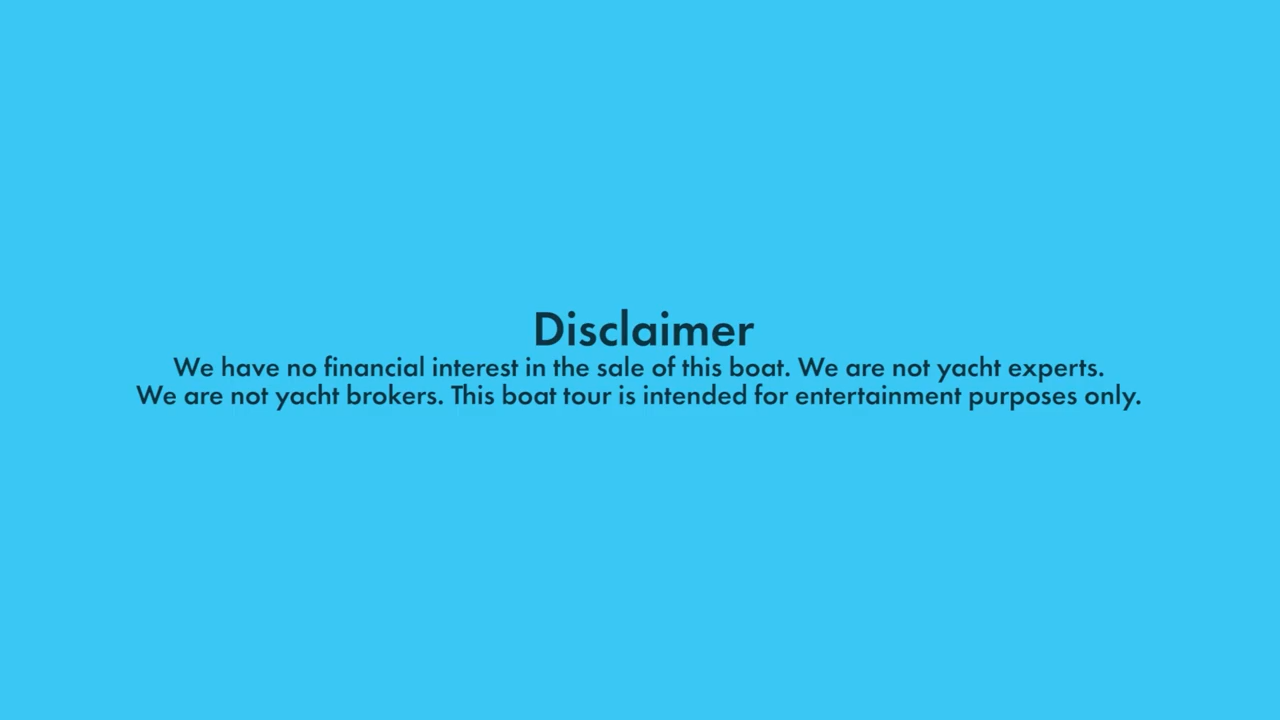 Disclaimer
We have no financial interest in the sale of this boat. We are not yacht experts.
We are not yacht brokers. This boat tour is intended for entertainment purposes only.